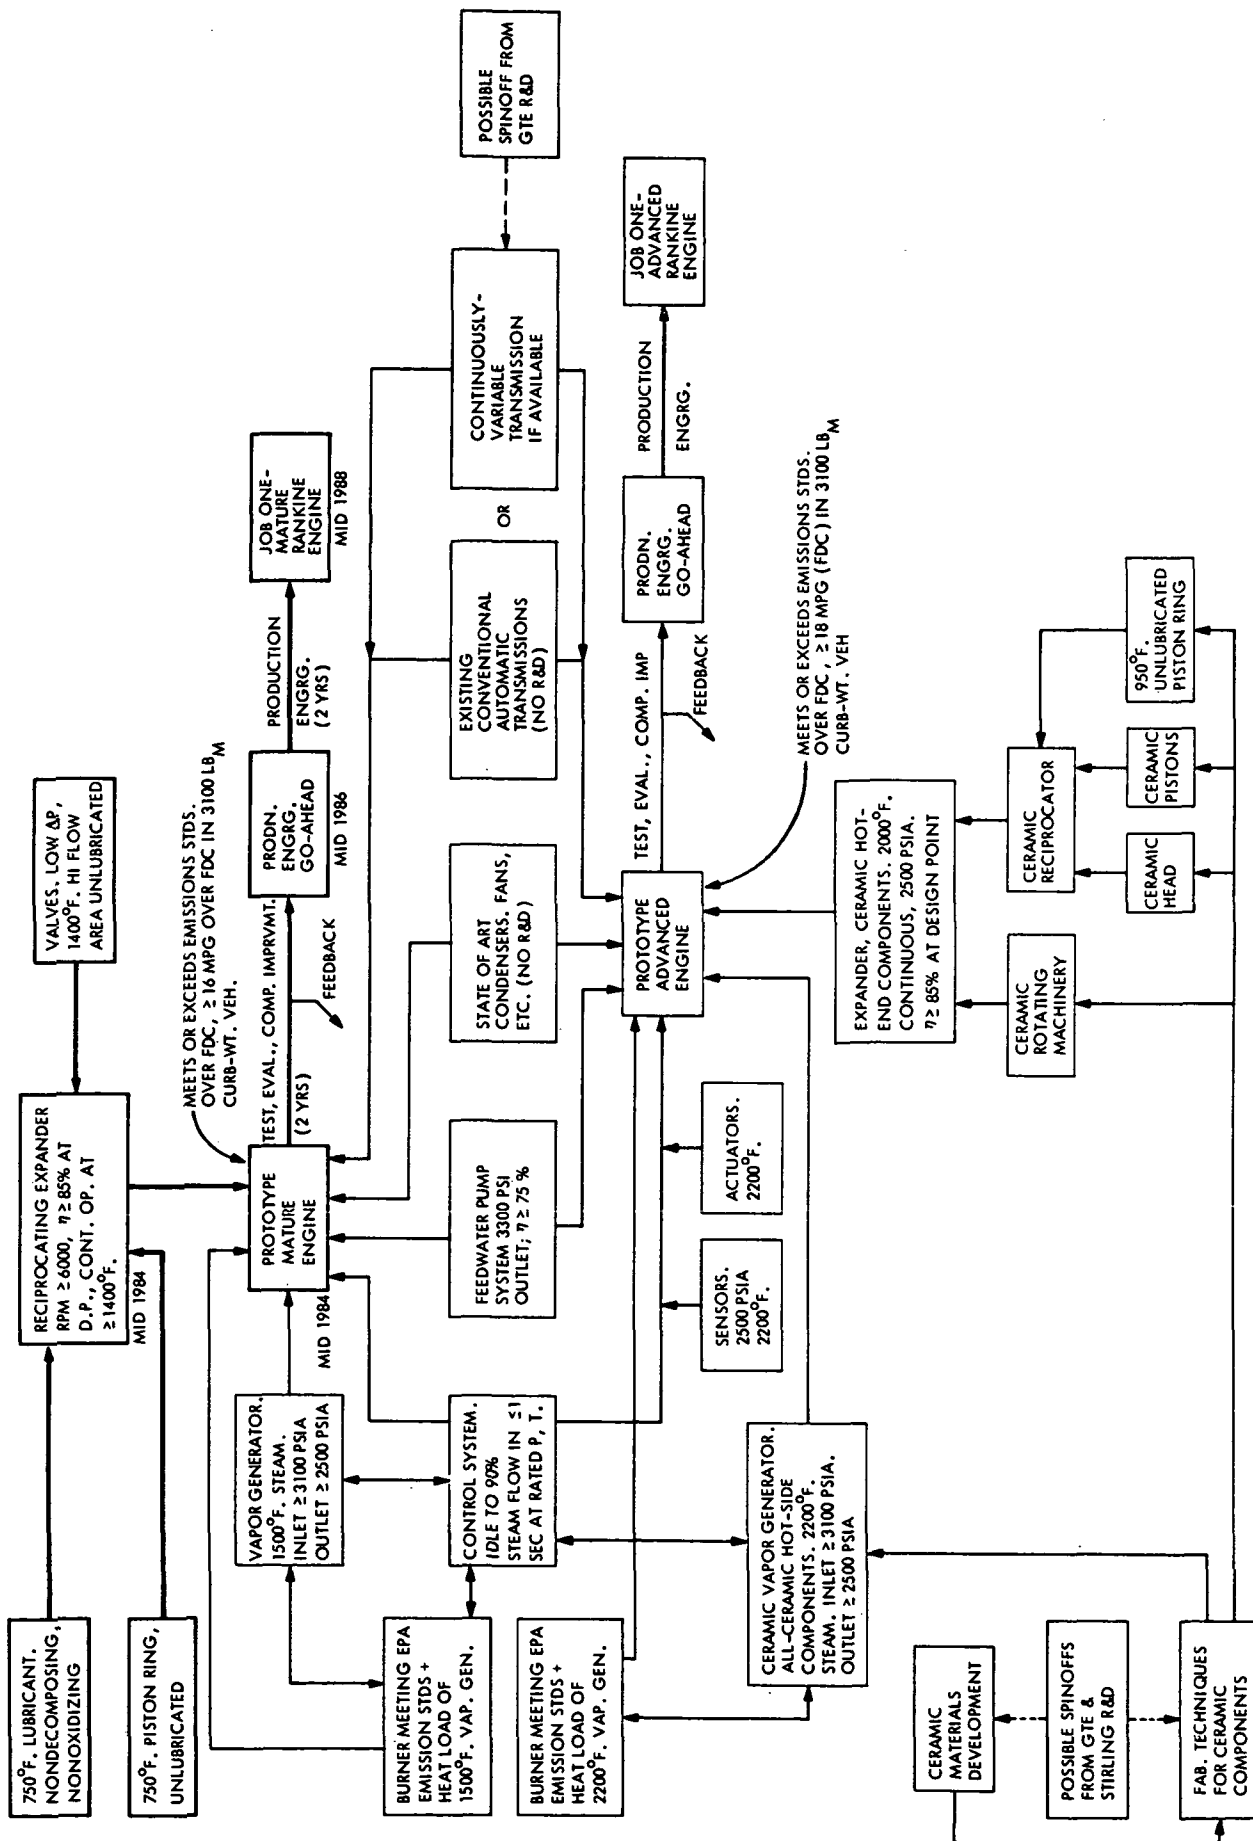 750°F. LUBRICANT.
NONDECOMPOSING,
NONOXIDIZING
750°F. PISTON RING,
UNLUBRICATED
RECIPROCATING EXPANDER
RPM ≥ 6000, η ≥ 85% AT
D.P., CONT. OP. AT
≥ 1400°F.
MID 1984
VALVES. LOW ΔP,
1400°F. HI FLOW
AREA UNLUBRICATED
VAPOR GENERATOR.
1500°F. STEAM.
INLET ≥ 3100 PSIA
OUTLET ≥ 2500 PSIA
MID 1984
PROTOTYPE
MATURE
ENGINE
MEETS OR EXCEEDS EMISSIONS STDS.
OVER FDC, ≥ 16 MPG OVER FDC IN 3100 LBM
CURB-WT. VEH.
TEST, EVAL., COMP. IMPRVMT.
(2 YRS)
FEEDBACK
PRODN.
ENGRG.
GO-AHEAD
MID 1986
PRODUCTION
ENGRG.
(2 YRS)
JOB ONE-
MATURE
RANKINE
ENGINE
MID 1988
BURNER MEETING EPA
EMISSION STDS +
HEAT LOAD OF
1500°F. VAP. GEN.
CONTROL SYSTEM.
IDLE TO 90%
STEAM FLOW IN ≤ 1
SEC AT RATED P, T.
FEEDWATER PUMP
SYSTEM 3300 PSI
OUTLET; η ≥ 75 %
STATE OF ART
CONDENSERS. FANS,
ETC. (NO R&D)
EXISTING
CONVENTIONAL
AUTOMATIC
TRANSMISSIONS
(NO R&D)
OR
CONTINUOUSLY-
VARIABLE
TRANSMISSION
IF AVAILABLE
POSSIBLE
SPINOFF FROM
GTE R&D
BURNER MEETING EPA
EMISSION STDS +
HEAT LOAD OF
2200°F. VAP. GEN.
SENSORS.
2500 PSIA
2200°F.
ACTUATORS.
2200°F.
PROTOTYPE
ADVANCED
ENGINE
TEST, EVAL., COMP. IMP
FEEDBACK
PRODN.
ENGRG.
GO-AHEAD
PRODUCTION
ENGRG.
JOB ONE-
ADVANCED
RANKINE
ENGINE
MEETS OR EXCEEDS EMISSIONS STDS.
OVER FDC, ≥ 18 MPG (FDC) IN 3100 LBM
CURB-WT. VEH
CERAMIC VAPOR GENERATOR.
ALL-CERAMIC HOT-SIDE
COMPONENTS. 2200°F.
STEAM. INLET ≥ 3100 PSIA.
OUTLET ≥ 2500 PSIA
EXPANDER, CERAMIC HOT-
END COMPONENTS. 2000°F.
CONTINUOUS, 2500 PSIA.
η ≥ 85% AT DESIGN POINT
CERAMIC
ROTATING
MACHINERY
CERAMIC
RECIPROCATOR
CERAMIC
HEAD
CERAMIC
PISTONS
950°F.
UNLUBRICATED
PISTON RING
CERAMIC
MATERIALS
DEVELOPMENT
POSSIBLE SPINOFFS
FROM GTE &
STIRLING R&D
FAB. TECHNIQUES
FOR CERAMIC
COMPONENTS